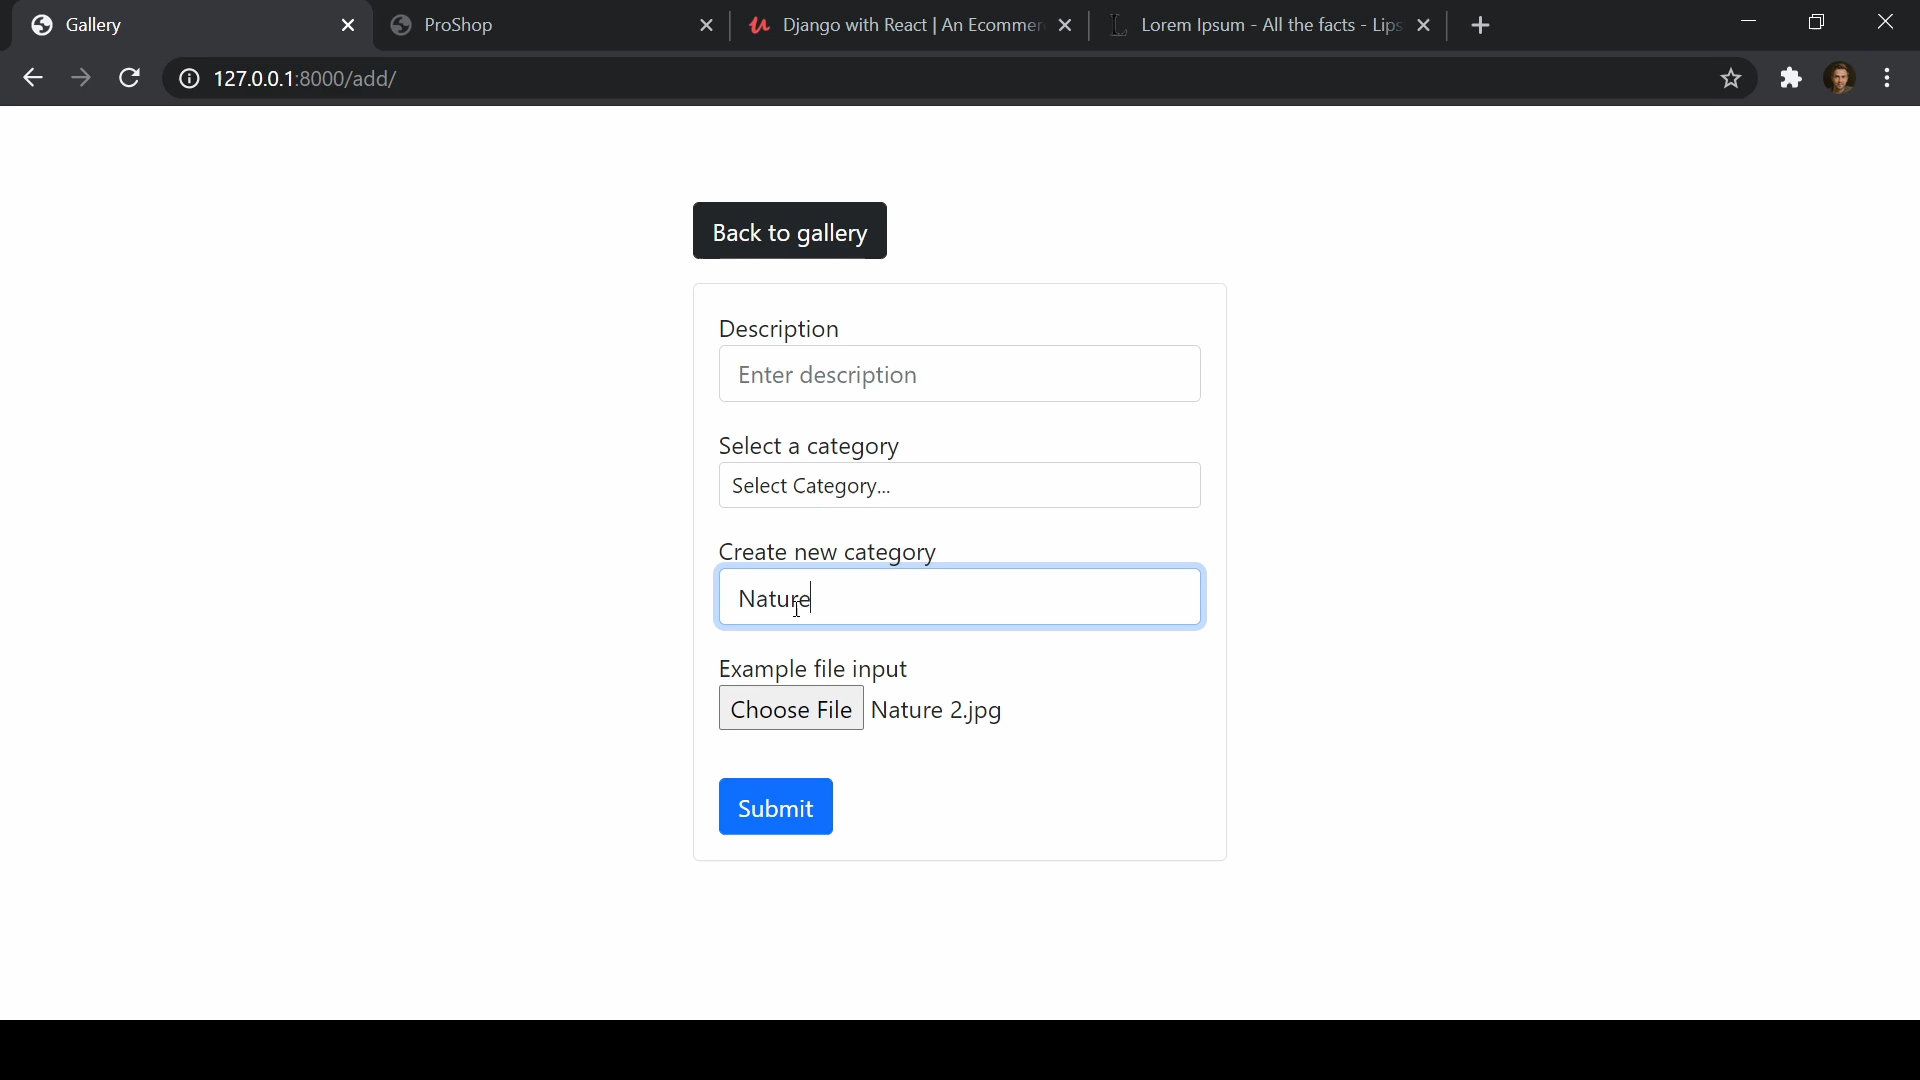 Gallery
ProShop
Django with React | An Ecommer
Lorem Ipsum - All the facts - Lips
127.0.0.1:8000/add/
Back to gallery
Description
Enter description
Select a category
Select Category...
Create new category
Nature
Example file input
Choose File Nature 2.jpg
Submit